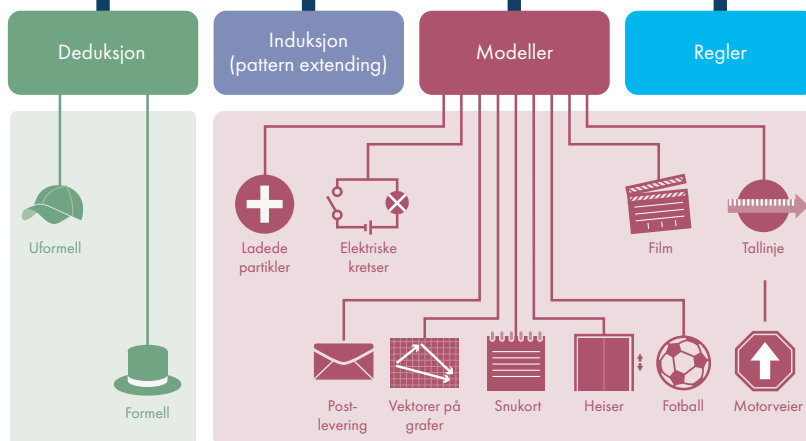 Deduksjon
Induksjon
(pattern extending)
Modeller
Regler
Uformell
Ladede
partikler
Elektriske
kretser
Film
Tallinje
Formell
Post-
levering
Vektorer på
grafer
Snukort
Heiser
Fotball
Motorveier